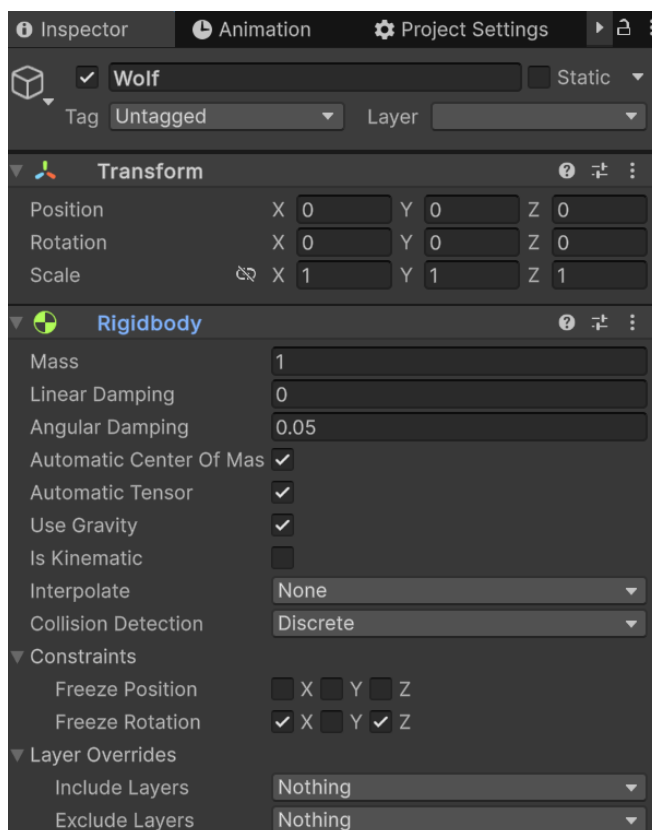 Inspector Animation Project Settings
Wolf Static
Tag Untagged Layer
Transform
Position X 0 Y 0 Z 0
Rotation X 0 Y 0 Z 0
Scale X 1 Y 1 Z 1
Rigidbody
Mass 1
Linear Damping 0
Angular Damping 0.05
Automatic Center Of Mas
Automatic Tensor
Use Gravity
Is Kinematic
Interpolate None
Collision Detection Discrete
Constraints
Freeze Position X Y Z
Freeze Rotation X Y Z
Layer Overrides
Include Layers Nothing
Exclude Layers Nothing